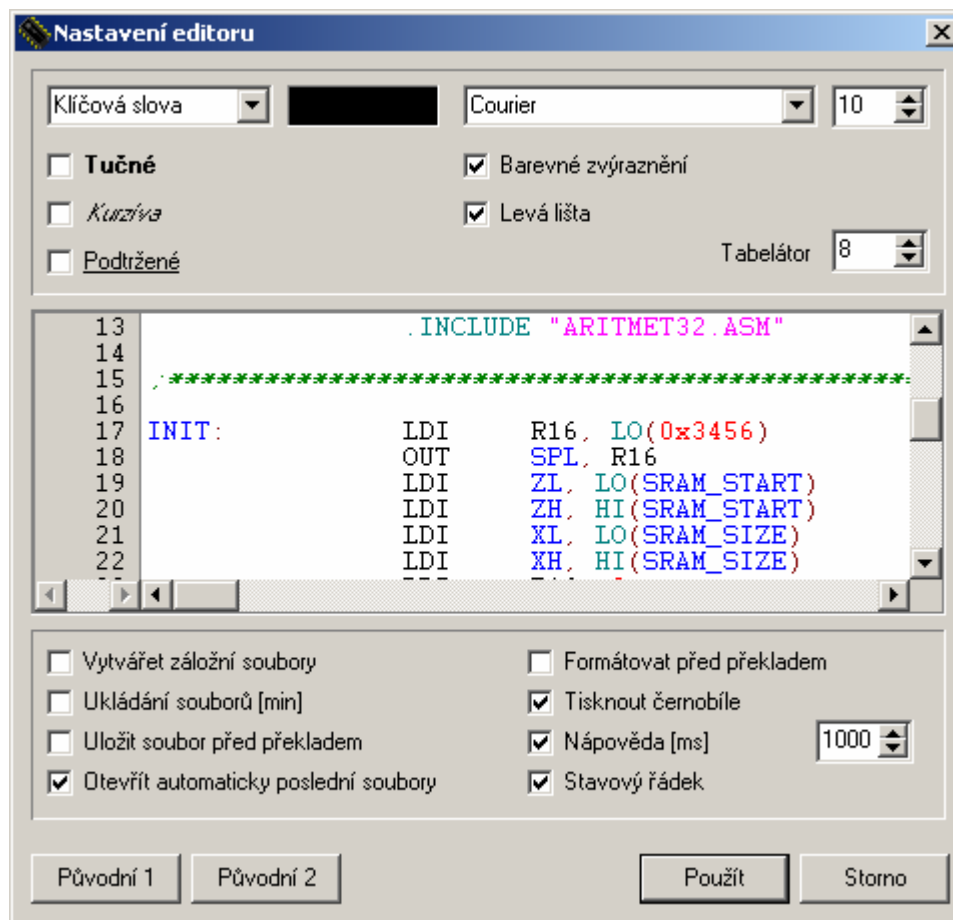 Nastavení editoru
Klíčová slova Courier 10
Tučné Barevné zvýraznění
Kurzíva Levá lišta
Podtržené Tabelátor 8
13 .INCLUDE "ARITMET32.ASM"
14
15 ;***********************************************
16
17 INIT: LDI R16, LO(0x3456)
18 OUT SPL, R16
19 LDI ZL, LO(SRAM_START)
20 LDI ZH, HI(SRAM_START)
21 LDI XL, LO(SRAM_SIZE)
22 LDI XH, HI(SRAM_SIZE)
Vytvářet záložní soubory Formátovat před překladem
Ukládání souborů [min] Tisknout černobíle
Uložit soubor před překladem Nápověda [ms] 1000
Otevřít automaticky poslední soubory Stavový řádek
Původní 1 Původní 2 Použít Storno